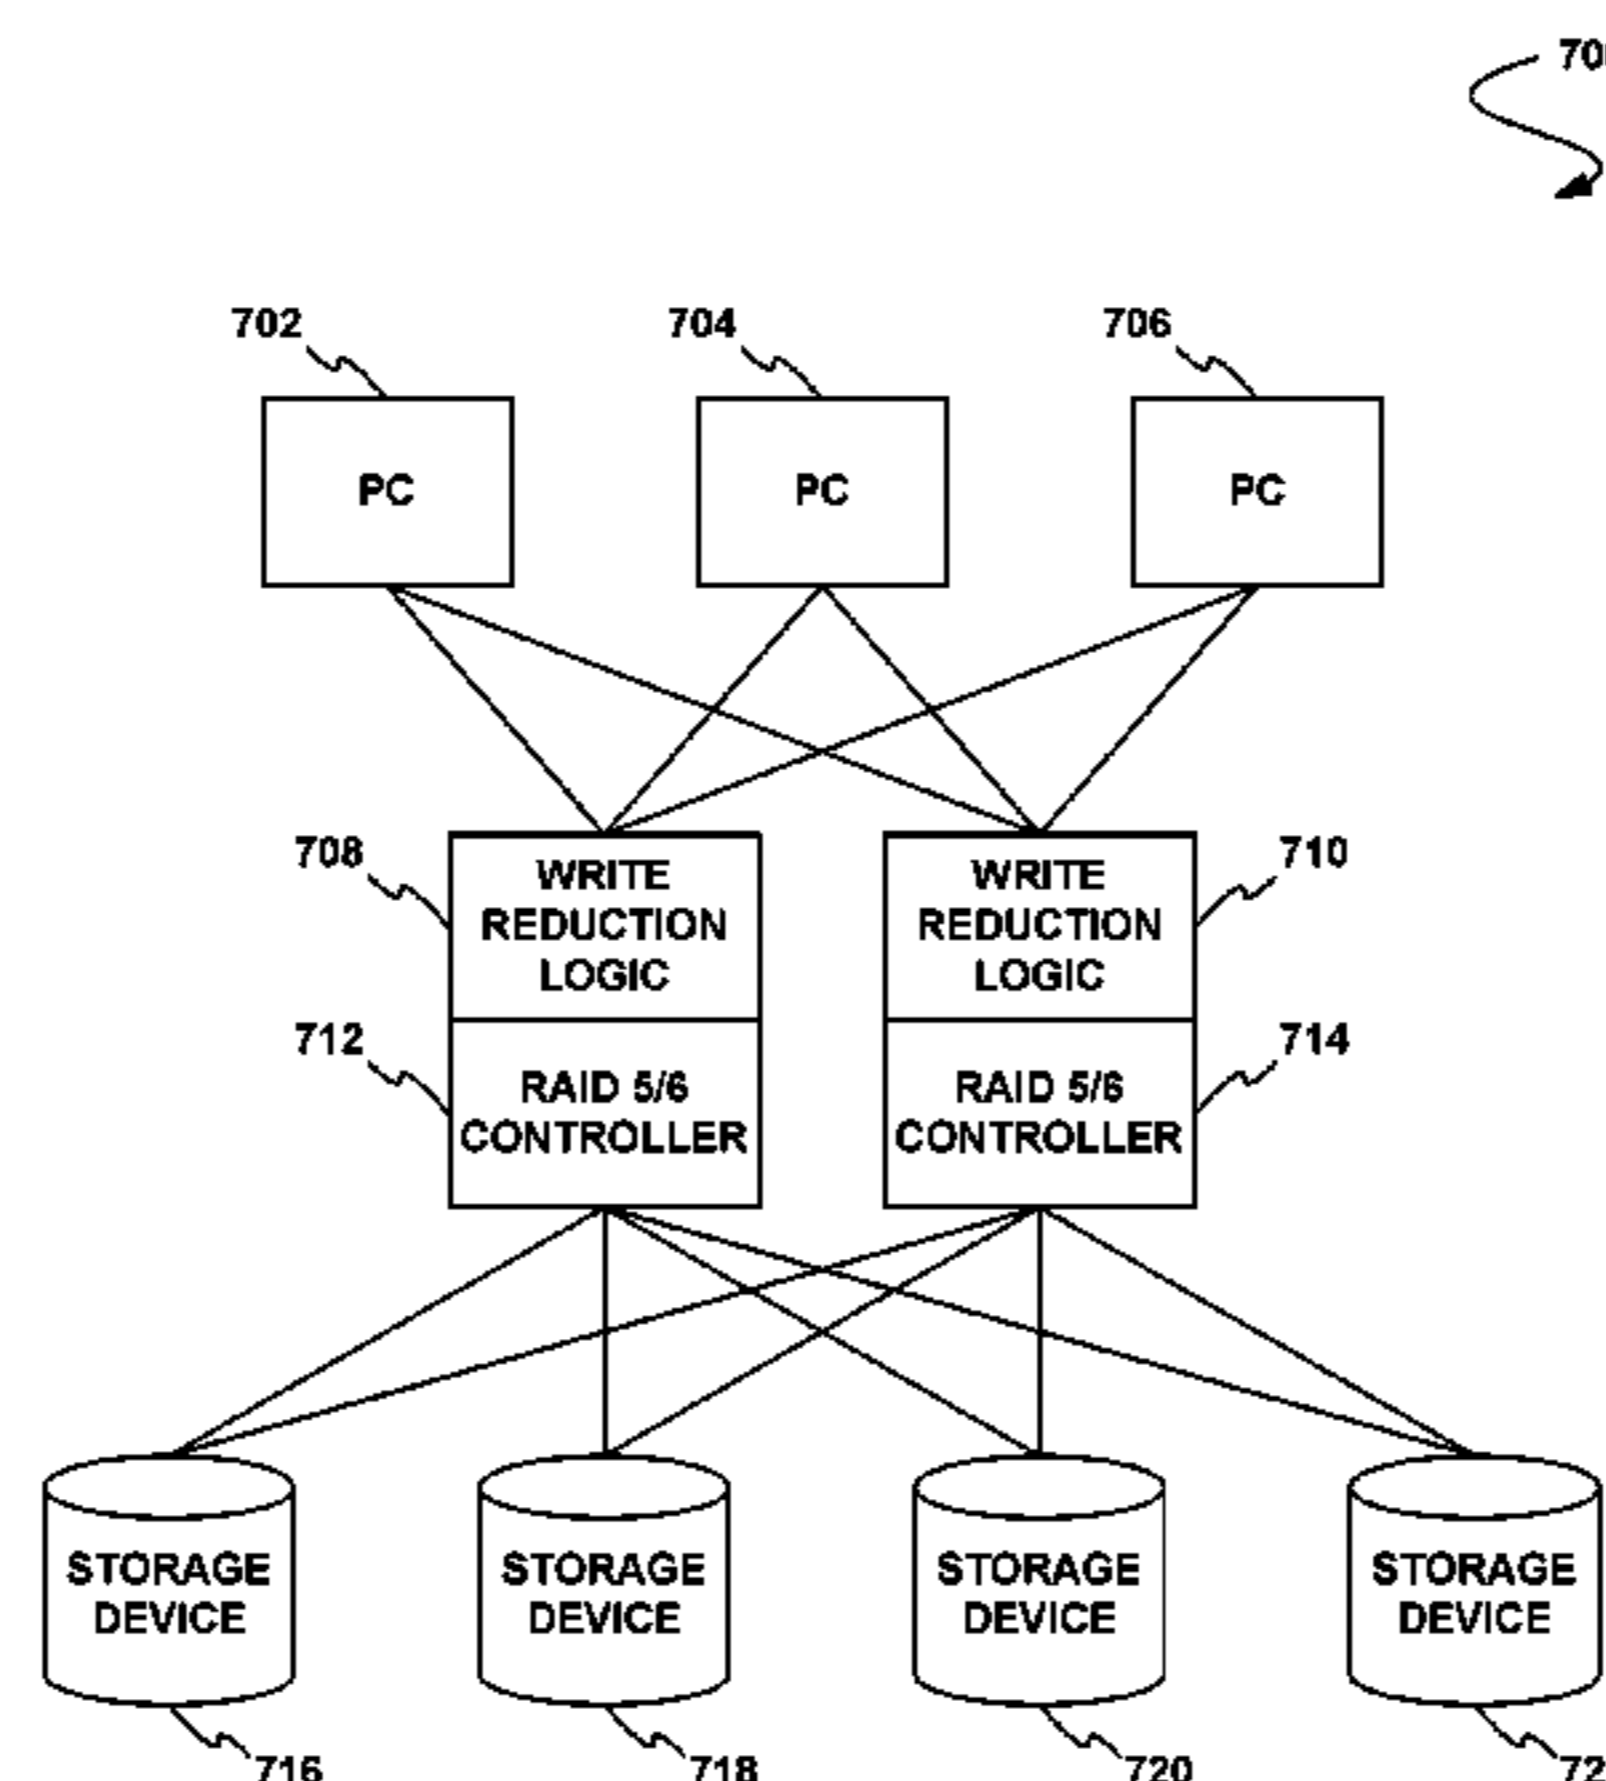 702 704 706
PC PC PC
708 WRITE WRITE 710
REDUCTION REDUCTION
LOGIC LOGIC
712 RAID 5/6 RAID 5/6 714
CONTROLLER CONTROLLER
STORAGE STORAGE STORAGE STORAGE
DEVICE DEVICE DEVICE DEVICE
716 718 720